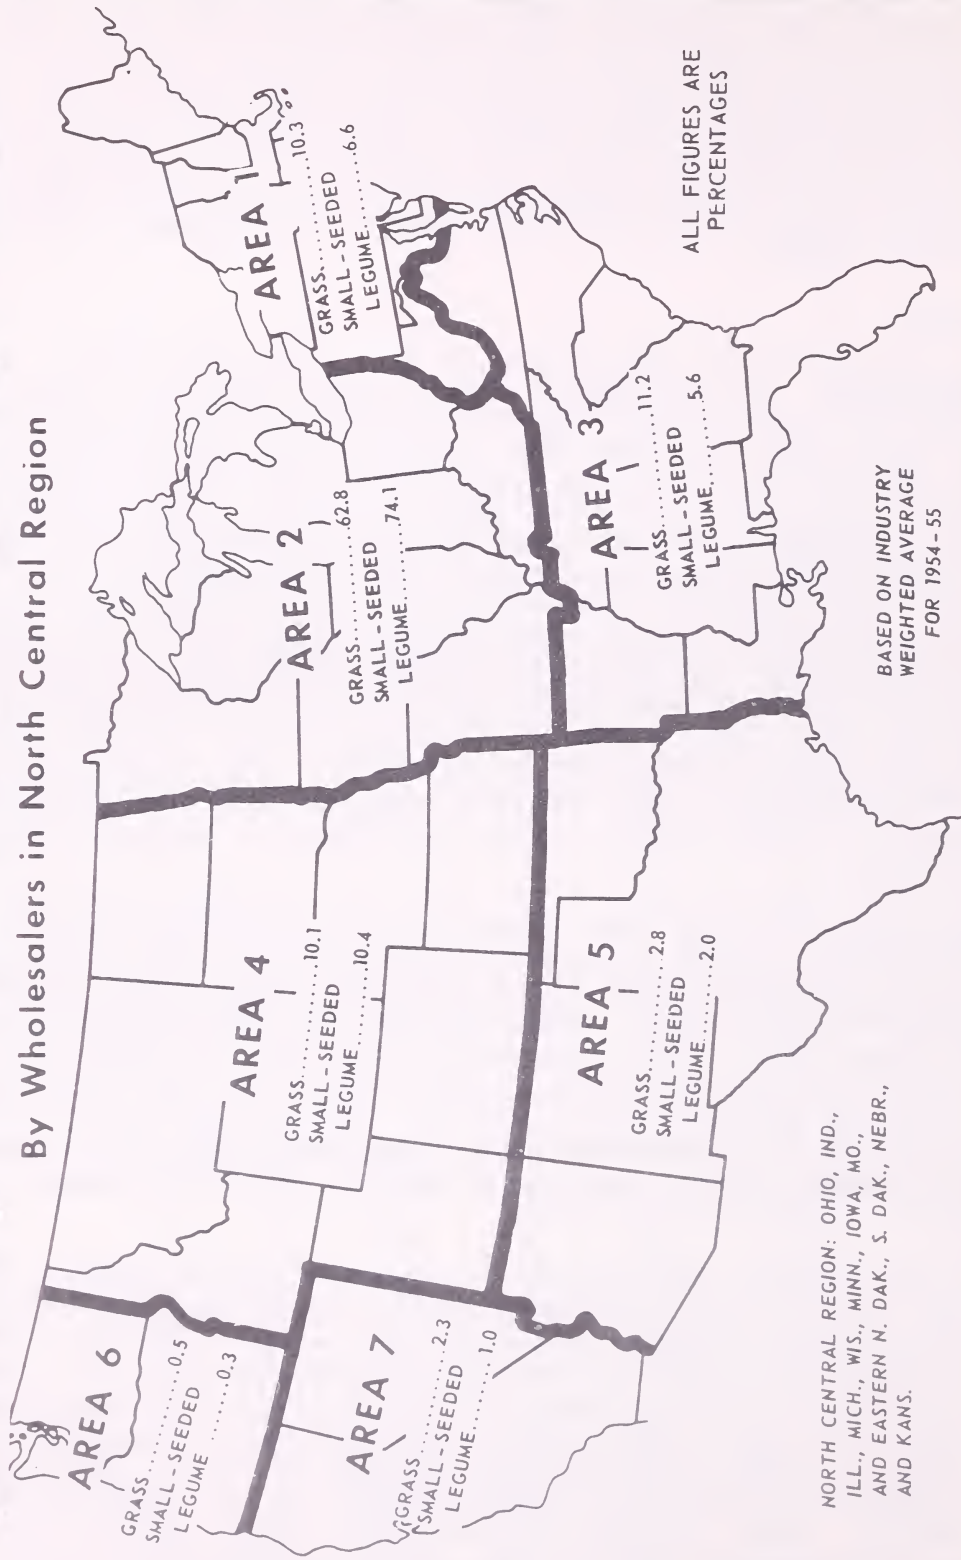 By Wholesalers in North Central Region
AREA 1
GRASS..............10.3
SMALL - SEEDED
LEGUME..........6.6
AREA 2
GRASS..............62.8
SMALL - SEEDED
LEGUME..........74.1
AREA 3
GRASS..............11.2
SMALL - SEEDED
LEGUME..........5.6
AREA 4
GRASS..............10.1
SMALL - SEEDED
LEGUME..........10.4
AREA 5
GRASS..............2.8
SMALL - SEEDED
LEGUME..........2.0
AREA 6
GRASS............0.5
SMALL - SEEDED
LEGUME ......0.3
AREA 7
GRASS............2.3
SMALL - SEEDED
LEGUME........1.0
ALL FIGURES ARE
PERCENTAGES
NORTH CENTRAL REGION: OHIO, IND.,
ILL., MICH., WIS., MINN., IOWA, MO.,
AND EASTERN N. DAK., S. DAK., NEBR.,
AND KANS.
BASED ON INDUSTRY
WEIGHTED AVERAGE
FOR 1954-55